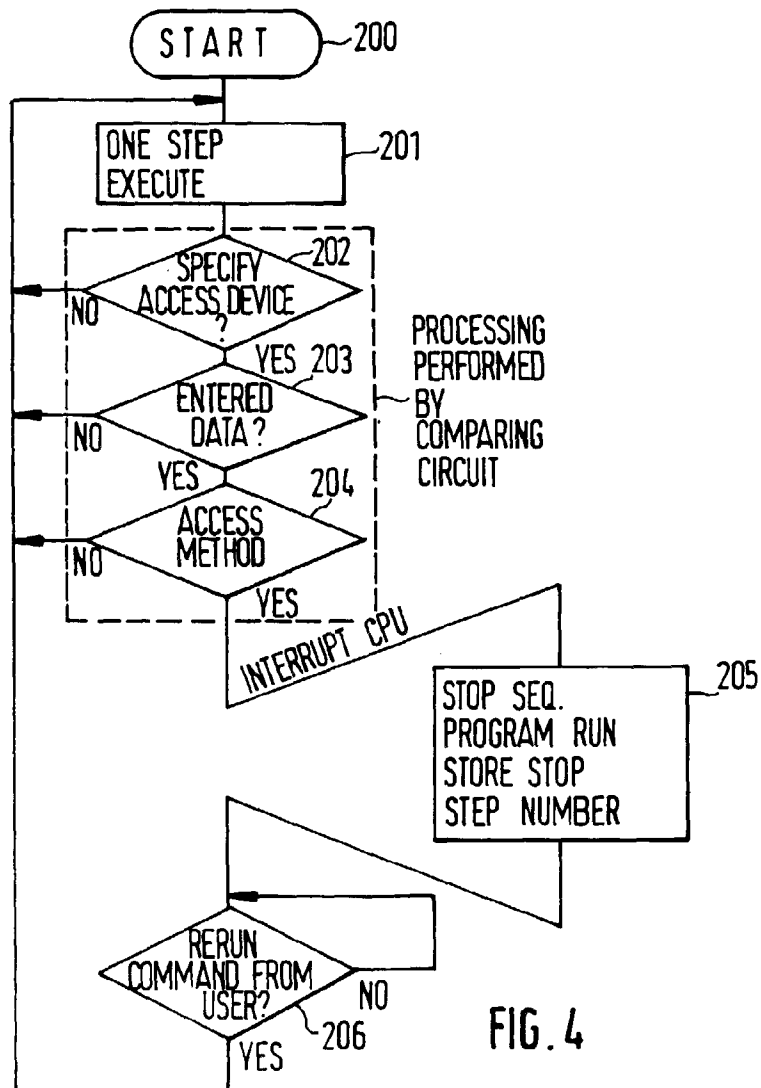 START
200
ONE STEP
EXECUTE
201
SPECIFY
ACCESS DEVICE
?
202
NO
YES
203
ENTERED
DATA?
NO
YES
204
ACCESS
METHOD
NO
YES
PROCESSING
PERFORMED
BY
COMPARING
CIRCUIT
INTERRUPT CPU
205
STOP SEQ.
PROGRAM RUN
STORE STOP
STEP NUMBER
RERUN
COMMAND FROM
USER?
NO
206
YES
FIG. 4